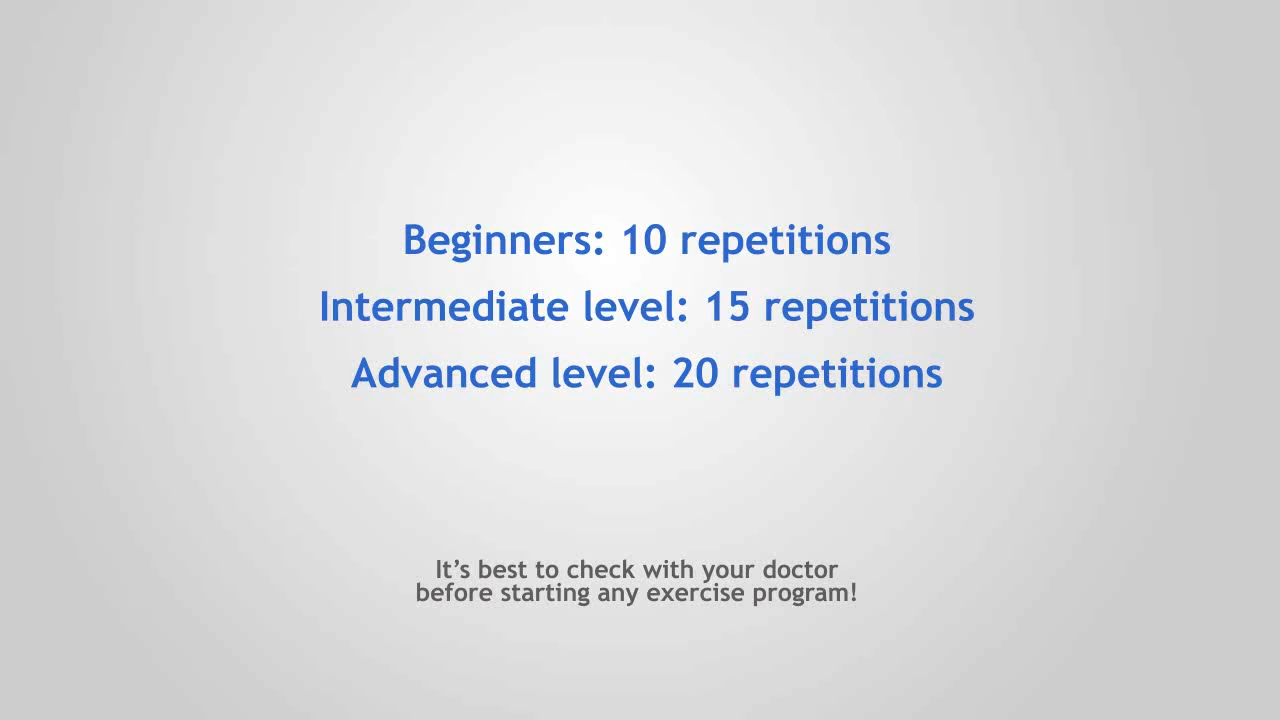 Beginners: 10 repetitions
Intermediate level: 15 repetitions
Advanced level: 20 repetitions
It’s best to check with your doctor
before starting any exercise program!